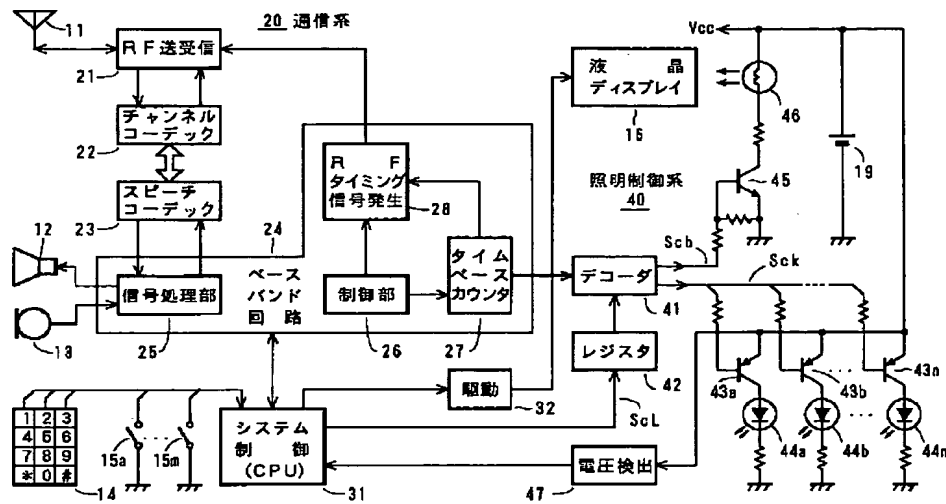 11
20 通信系
Vcc
RF送受信
21
液晶
ディスプレイ
16
46
チャンネル
コーデック
22
RF
タイミング
信号発生
28
照明制御系
40
45
19
スピーチ
コーデック
23
24
12
Scb
Sck
信号処理部
25
ベース
バンド
回路
制御部
26
タイム
ベース
カウンタ
27
デコーダ
41
13
レジスタ
42
43a
43b
43n
駆動
32
ScL
1 2 3
4 5 6
7 8 9
* 0 #
14
15a
15m
システム
制御
(CPU)
31
電圧検出
47
44a
44b
44n